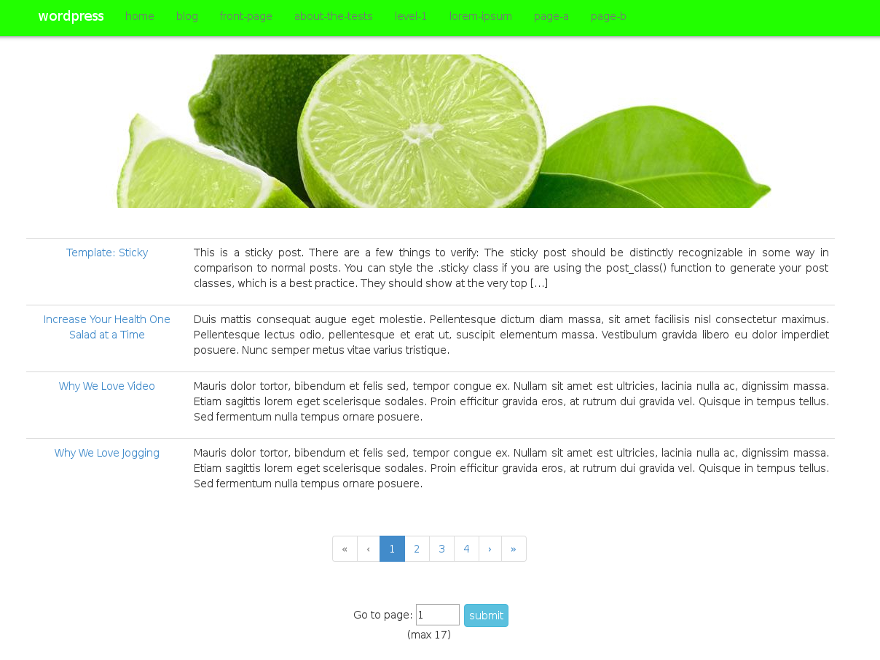 wordpress home blog front-page about-the-tests level-1 lorem-ipsum page-a page-b
Template: Sticky
This is a sticky post. There are a few things to verify: The sticky post should be distinctly recognizable in some way in
comparison to normal posts. You can style the .sticky class if you are using the post_class() function to generate your post
classes, which is a best practice. They should show at the very top [...]
Increase Your Health One
Salad at a Time
Duis mattis consequat augue eget molestie. Pellentesque dictum diam massa, sit amet facilisis nisl consectetur maximus.
Pellentesque lectus odio, pellentesque et erat ut, suscipit elementum massa. Vestibulum gravida libero eu dolor imperdiet
posuere. Nunc semper metus vitae varius tristique.
Why We Love Video
Mauris dolor tortor, bibendum et felis sed, tempor congue ex. Nullam sit amet est ultricies, lacinia nulla ac, dignissim massa.
Etiam sagittis lorem eget scelerisque sodales. Proin efficitur gravida eros, at rutrum dui gravida vel. Quisque in tempus tellus.
Sed fermentum nulla tempus ornare posuere.
Why We Love Jogging
Mauris dolor tortor, bibendum et felis sed, tempor congue ex. Nullam sit amet est ultricies, lacinia nulla ac, dignissim massa.
Etiam sagittis lorem eget scelerisque sodales. Proin efficitur gravida eros, at rutrum dui gravida vel. Quisque in tempus tellus.
Sed fermentum nulla tempus ornare posuere.
« ‹ 1 2 3 4 › »
Go to page: 1 submit
(max 17)